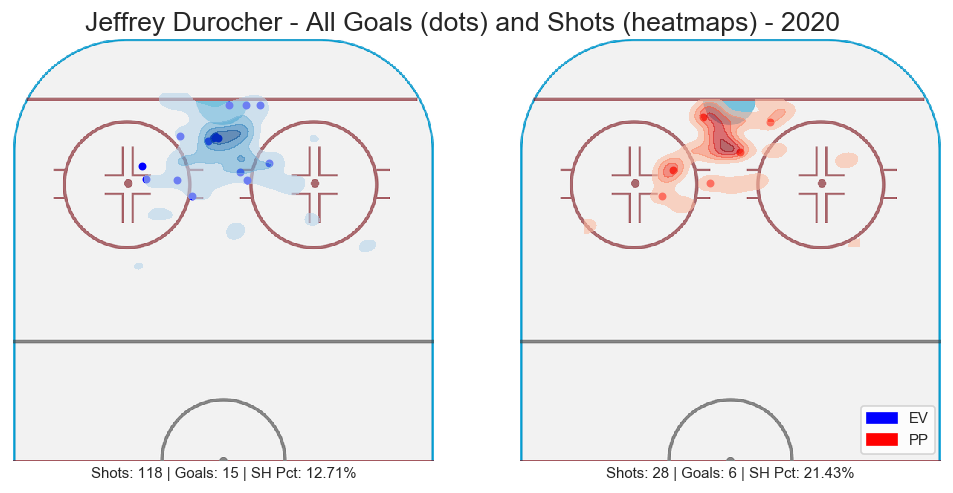 Jeffrey Durocher - All Goals (dots) and Shots (heatmaps) - 2020
EV
PP
Shots: 118 | Goals: 15 | SH Pct: 12.71%
Shots: 28 | Goals: 6 | SH Pct: 21.43%